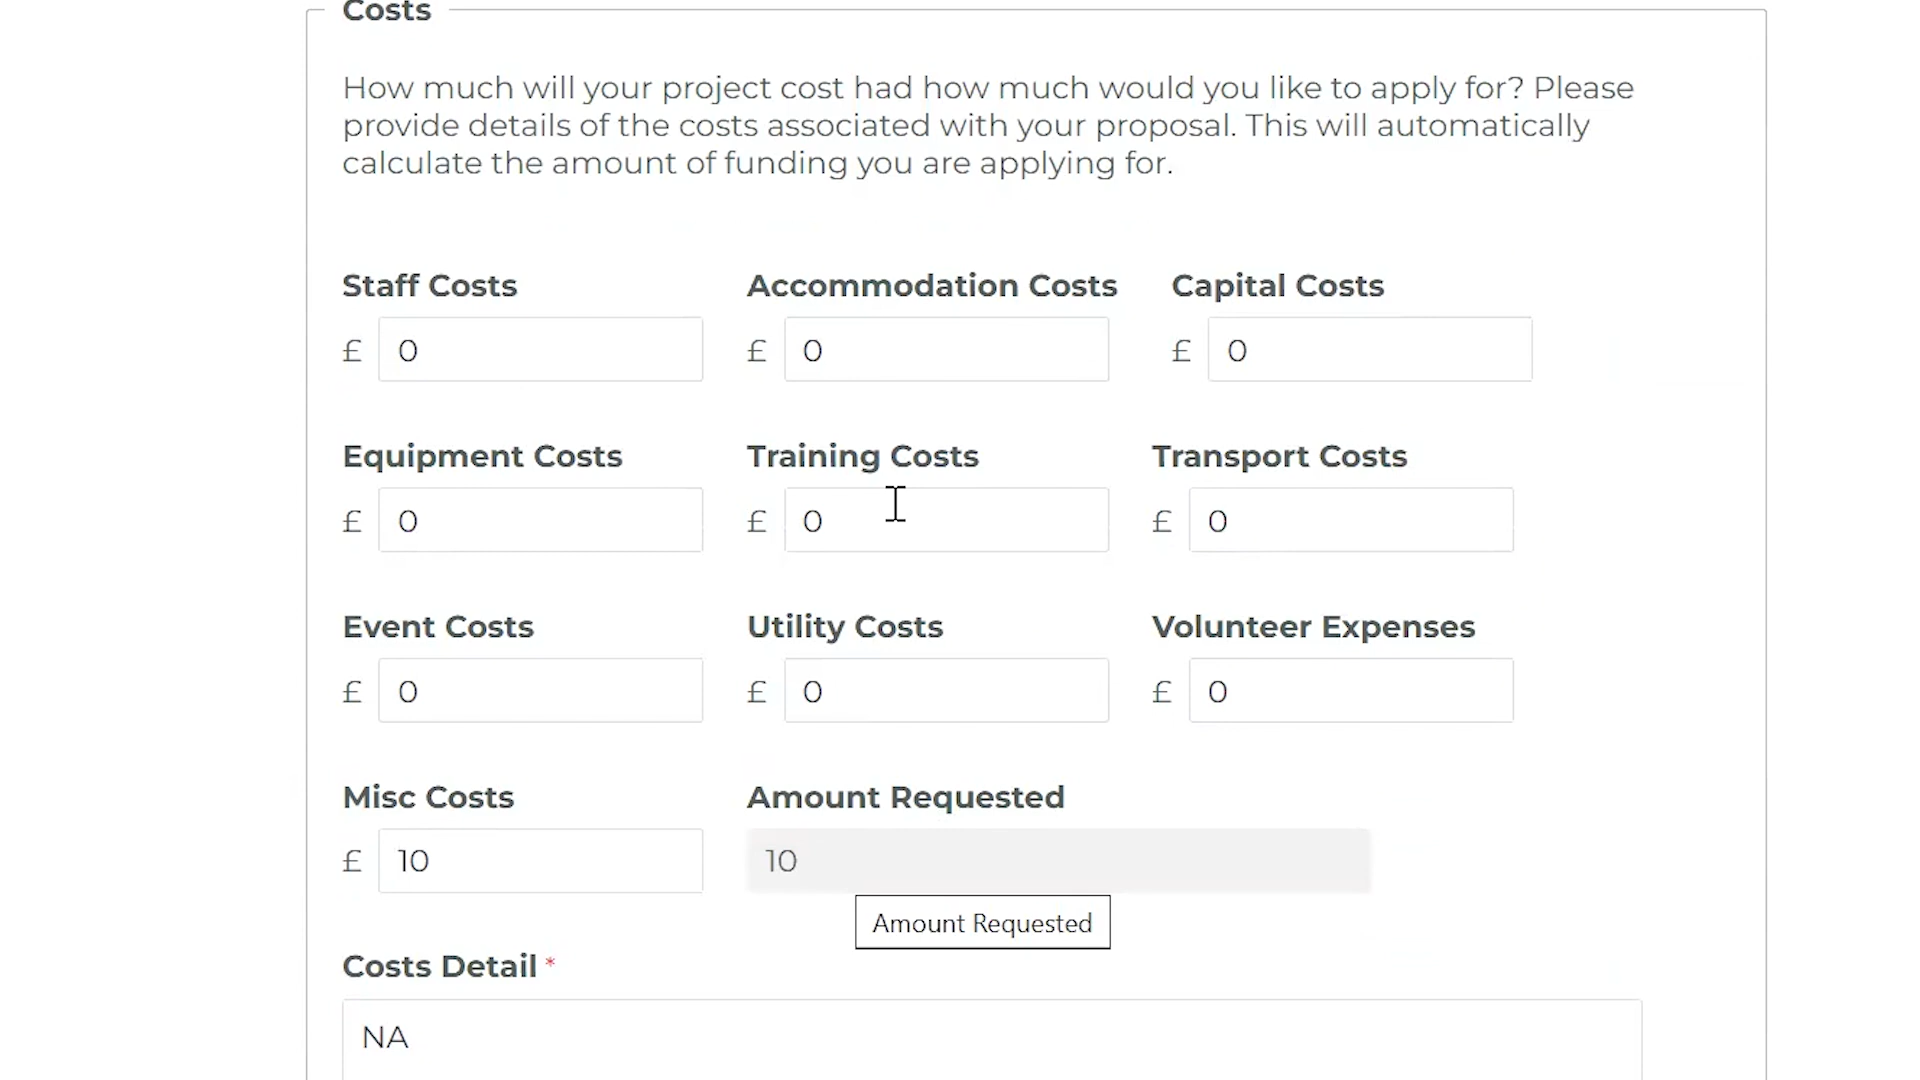 Costs
How much will your project cost had how much would you like to apply for? Please
provide details of the costs associated with your proposal. This will automatically
calculate the amount of funding you are applying for.
Staff Costs Accommodation Costs Capital Costs
£ 0 £ 0 £ 0
Equipment Costs Training Costs Transport Costs
£ 0 £ 0 £ 0
Event Costs Utility Costs Volunteer Expenses
£ 0 £ 0 £ 0
Misc Costs Amount Requested
£ 10 10
Amount Requested
Costs Detail *
NA